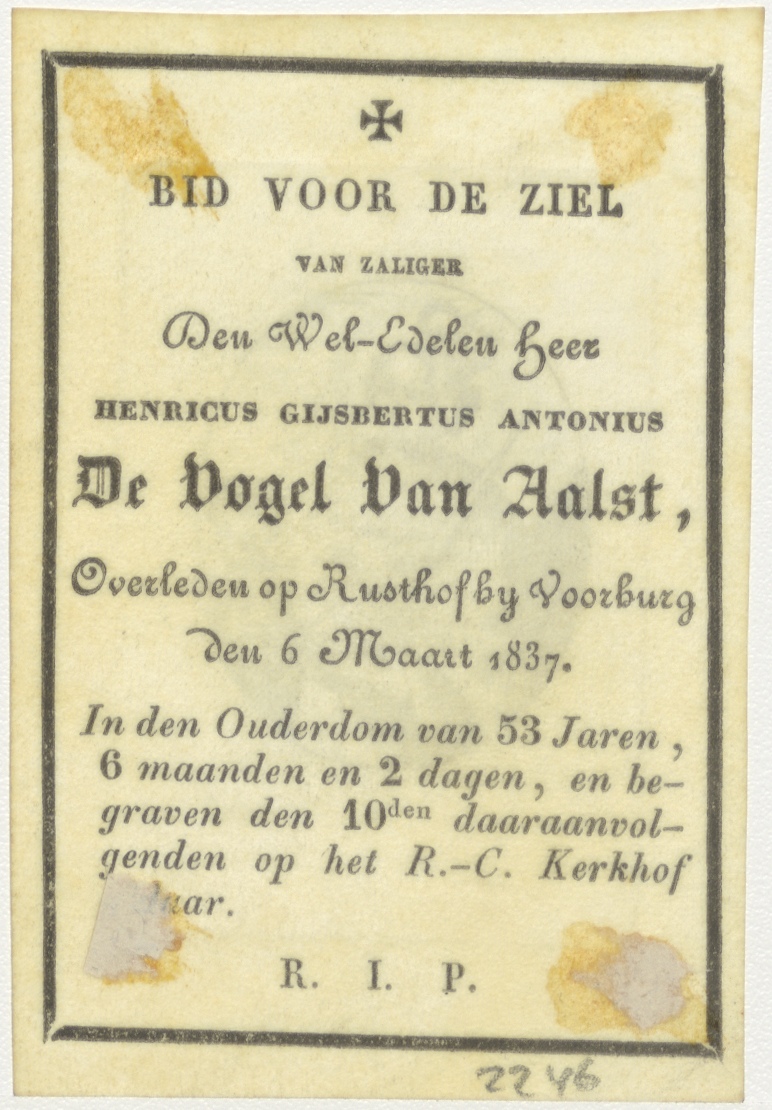 ✠
BID VOOR DE ZIEL
VAN ZALIGER
Den Wel-Edelen Heer
HENRICUS GIJSBERTUS ANTONIUS
De Vogel Van Aalst,
Overleden op Rusthof by Voorburg
den 6 Maart 1837.
In den Ouderdom van 53 Jaren,
6 maanden en 2 dagen, en be-
graven den 10den daaraanvol-
genden op het R.-C. Kerkhof
R. I. P.
2246